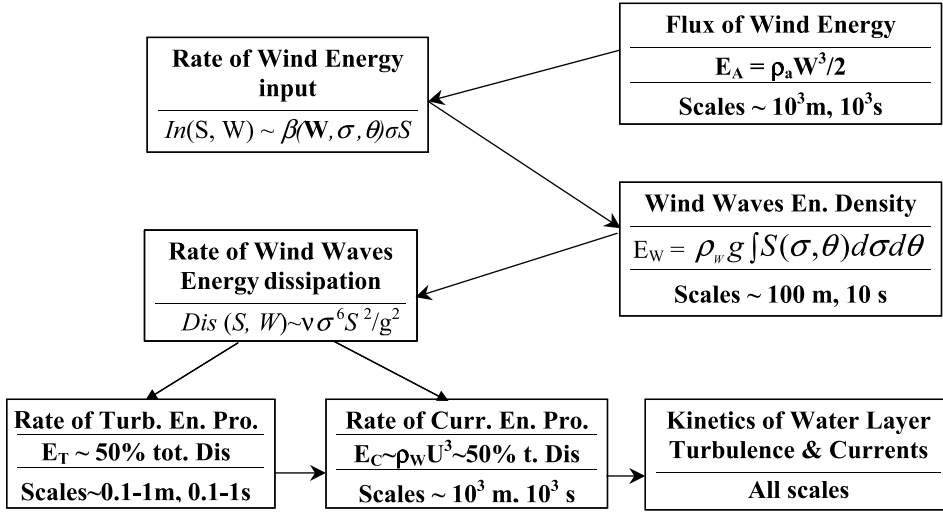 Flux of Wind Energy
E_A = ρ_aW³/2
Scales ~ 10³m, 10³s
Rate of Wind Energy
input
In(S, W) ~ β(W, σ, θ)σS
Wind Waves En. Density
E_W = ρ_w g ∫ S(σ,θ)dσdθ
Scales ~ 100 m, 10 s
Rate of Wind Waves
Energy dissipation
Dis (S, W)~νσ⁶S²/g²
Rate of Turb. En. Pro.
E_T ~ 50% tot. Dis
Scales~0.1-1m, 0.1-1s
Rate of Curr. En. Pro.
E_C~ρ_WU³~50% t. Dis
Scales ~ 10³ m, 10³ s
Kinetics of Water Layer
Turbulence & Currents
All scales